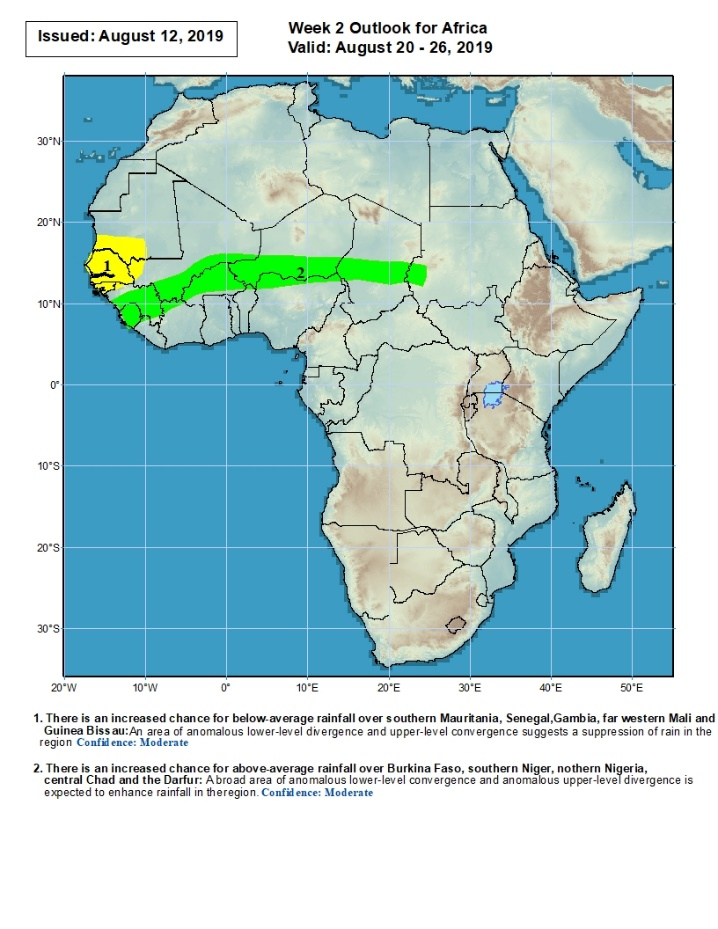 Issued: August 12, 2019
Week 2 Outlook for Africa
Valid: August 20 - 26, 2019
30°N
20°N
10°N
0°
10°S
20°S
30°S
1
2
20°W
10°W
0°
10°E
20°E
30°E
40°E
50°E
1. There is an increased chance for below-average rainfall over southern Mauritania, Senegal,Gambia, far western Mali and
Guinea Bissau:An area of anomalous lower-level divergence and upper-level convergence suggests a suppression of rain in the
region Confidence: Moderate
2. There is an increased chance for above-average rainfall over Burkina Faso, southern Niger, nothern Nigeria,
central Chad and the Darfur: A broad area of anomalous lower-level convergence and anomalous upper-level divergence is
expected to enhance rainfall in theregion. Confidence: Moderate